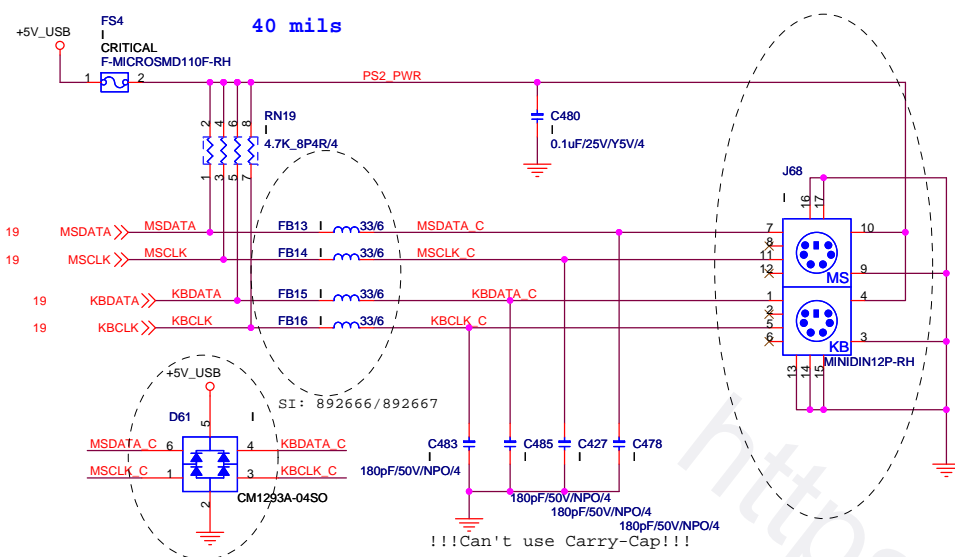 FS4
40 mils
+5V_USB
I
CRITICAL
F-MICROSMD110F-RH
1 2
PS2_PWR
RN19
I
4.7K_8P4R/4
2 4 6 8
1 3 5 7
C480
I
0.1uF/25V/Y5V/4
J68
I
16 17
19 MSDATA MSDATA FB13 I 33/6 MSDATA_C 7 10
8
19 MSCLK MSCLK FB14 I 33/6 MSCLK_C 11
12 9
MS
19 KBDATA KBDATA FB15 I 33/6 KBDATA_C 1 4
2
19 KBCLK KBCLK FB16 I 33/6 KBCLK_C 5
6 3
KB
MINIDIN12P-RH
13 14 15
+5V_USB
SI: 892666/892667
D61 I
5
MSDATA_C 6 4 KBDATA_C
MSCLK_C 1 3 KBCLK_C
2
CM1293A-04SO
C483 C485 C427 C478
I I I I
180pF/50V/NPO/4
180pF/50V/NPO/4
180pF/50V/NPO/4
180pF/50V/NPO/4
!!!Can't use Carry-Cap!!!
https